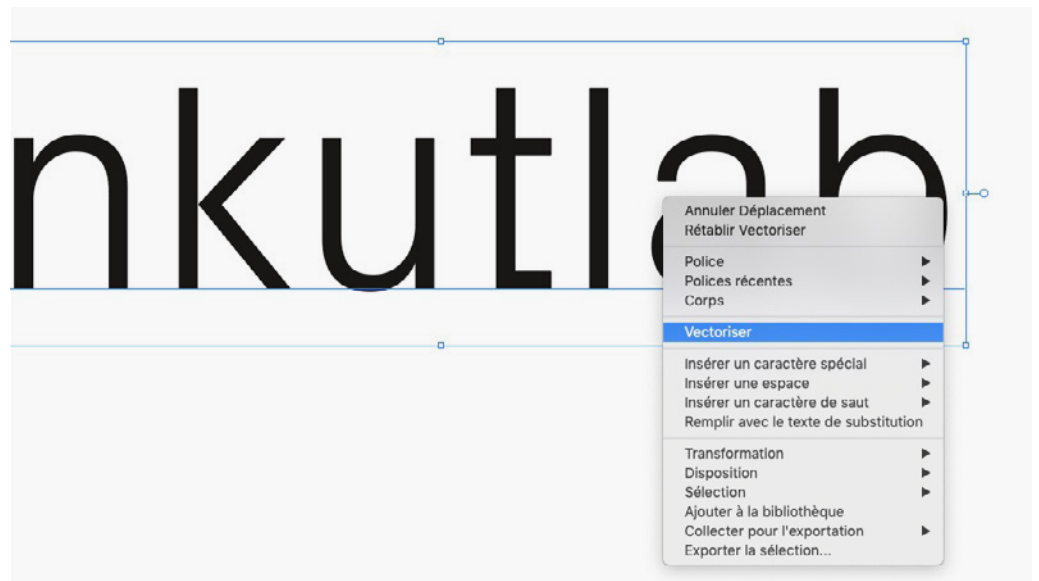 nkutlab
Annuler Déplacement
Rétablir Vectoriser
Police
Polices récentes
Corps
Vectoriser
Insérer un caractère spécial
Insérer une espace
Insérer un caractère de saut
Remplir avec le texte de substitution
Transformation
Disposition
Sélection
Ajouter à la bibliothèque
Collecter pour l'exportation
Exporter la sélection...